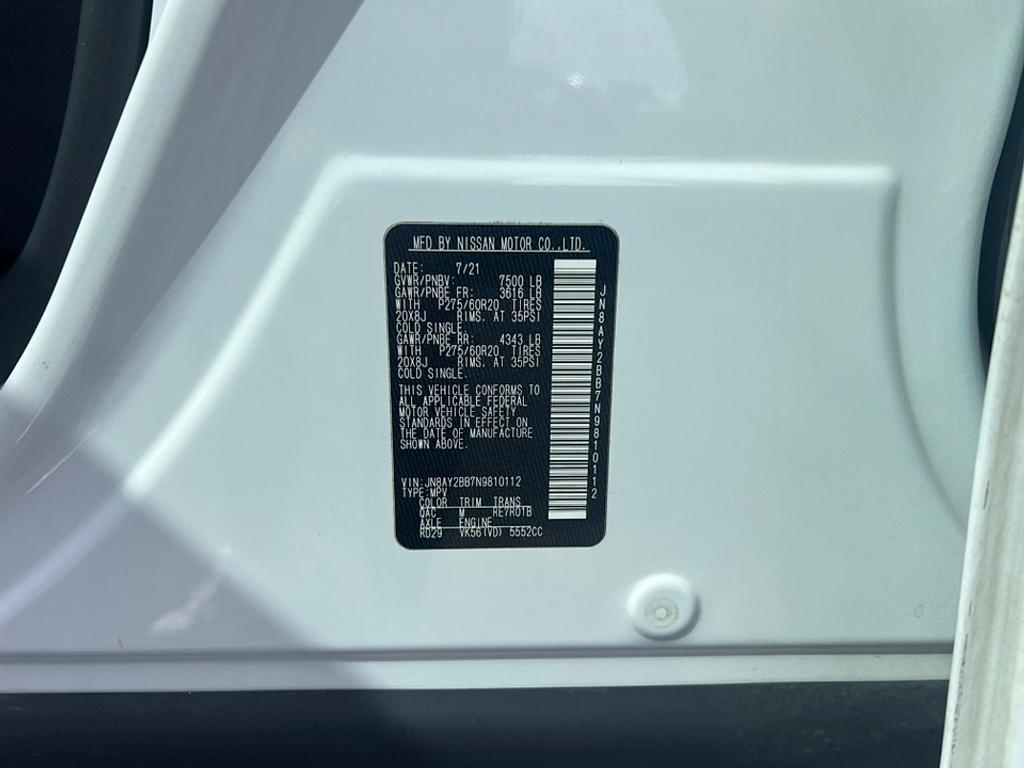 MFD BY NISSAN MOTOR CO.,LTD.
DATE: 7/21
GVWR/PNBV: 7500 LB
GAWR/PNBE FR: 3616 LB
WITH P275/60R20 TIRES
20X8J RIMS. AT 35PSI
COLD SINGLE.
GAWR/PNBE RR: 4343 LB
WITH P275/60R20 TIRES
20X8J RIMS. AT 35PSI
COLD SINGLE.
THIS VEHICLE CONFORMS TO
ALL APPLICABLE FEDERAL
MOTOR VEHICLE SAFETY
STANDARDS IN EFFECT ON
THE DATE OF MANUFACTURE
SHOWN ABOVE.
VIN:JN8AY2BB7N9810112
TYPE:MPV
COLOR TRIM TRANS
QAC M RE7R01B
AXLE ENGINE
RD29 VK56(VD) 5552CC
JN8AY2BB7N9810112